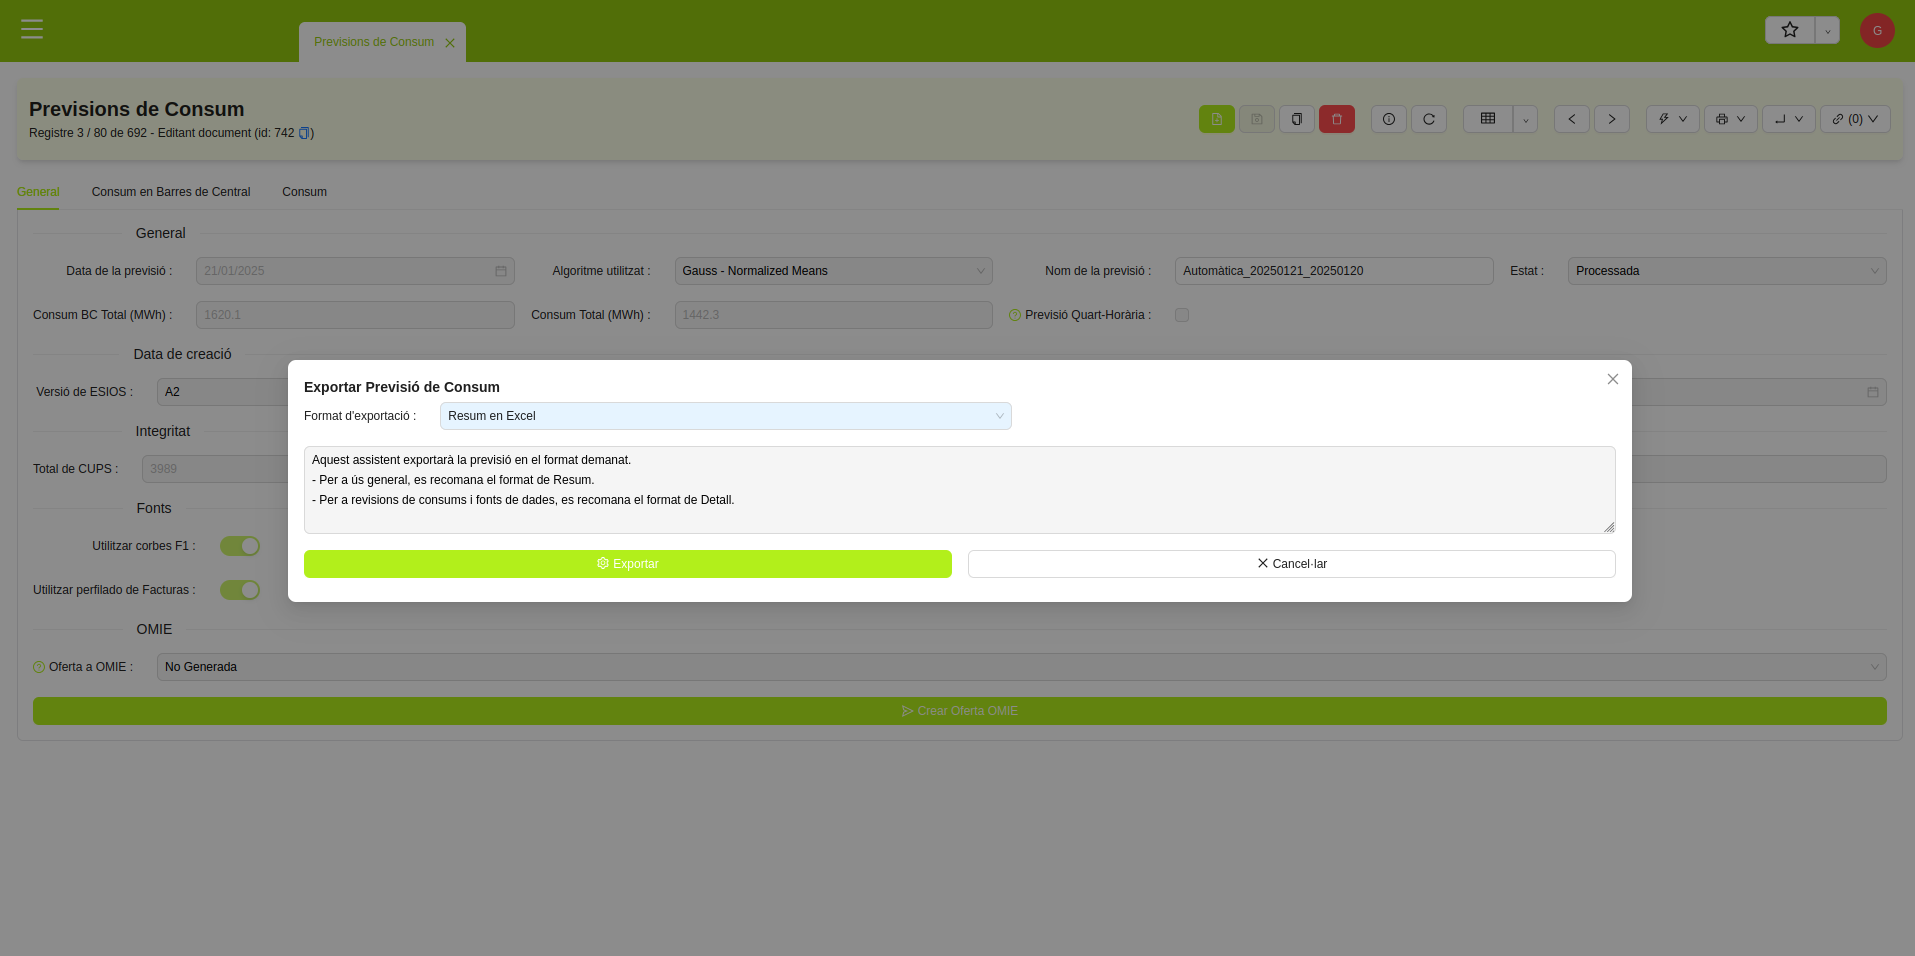 Previsions de Consum
G
Previsions de Consum
Registre 3 / 80 de 692 - Editant document (id: 742 )
(0)
General
Consum en Barres de Central
Consum
General
Data de la previsió :
21/01/2025
Algoritme utilitzat :
Gauss - Normalized Means
Nom de la previsió :
Automàtica_20250121_20250120
Estat :
Processada
Consum BC Total (MWh) :
1620.1
Consum Total (MWh) :
1442.3
Previsió Quart-Horària :
Data de creació
Versió de ESIOS :
A2
Integritat
Total de CUPS :
3989
Fonts
Utilitzar corbes F1 :
Utilitzar perfilado de Facturas :
OMIE
Oferta a OMIE :
No Generada
Crear Oferta OMIE
Exportar Previsió de Consum
Format d'exportació :
Resum en Excel
Aquest assistent exportarà la previsió en el format demanat.
- Per a ús general, es recomana el format de Resum.
- Per a revisions de consums i fonts de dades, es recomana el format de Detall.
Exportar
Cancel·lar